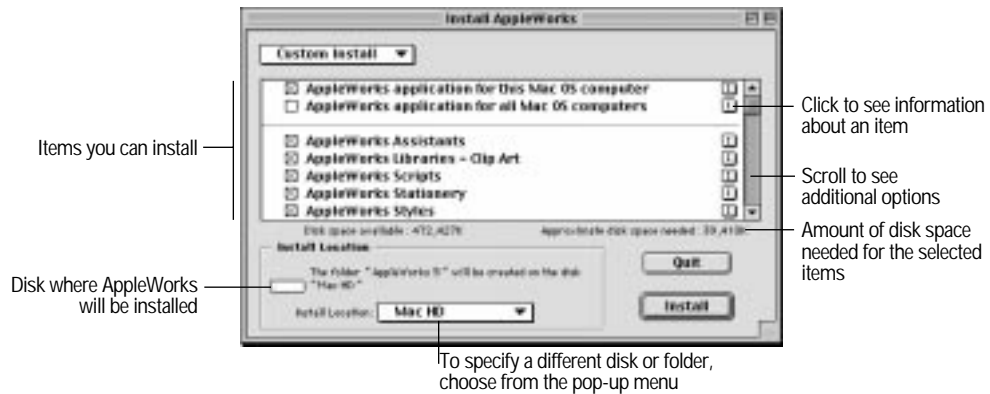 Install AppleWorks
Custom Install
AppleWorks application for this Mac OS computer
AppleWorks application for all Mac OS computers
AppleWorks Assistants
AppleWorks Libraries – Clip Art
AppleWorks Scripts
AppleWorks Stationery
AppleWorks Styles
Disk space available : 472,427K
Approximate disk space needed : 39,410K
Install Location
The folder "AppleWorks 5" will be created on the disk
"Mac HD"
Install Location: Mac HD
Quit
Install
Items you can install
Disk where AppleWorks
will be installed
Click to see information
about an item
Scroll to see
additional options
Amount of disk space
needed for the selected
items
To specify a different disk or folder,
choose from the pop-up menu